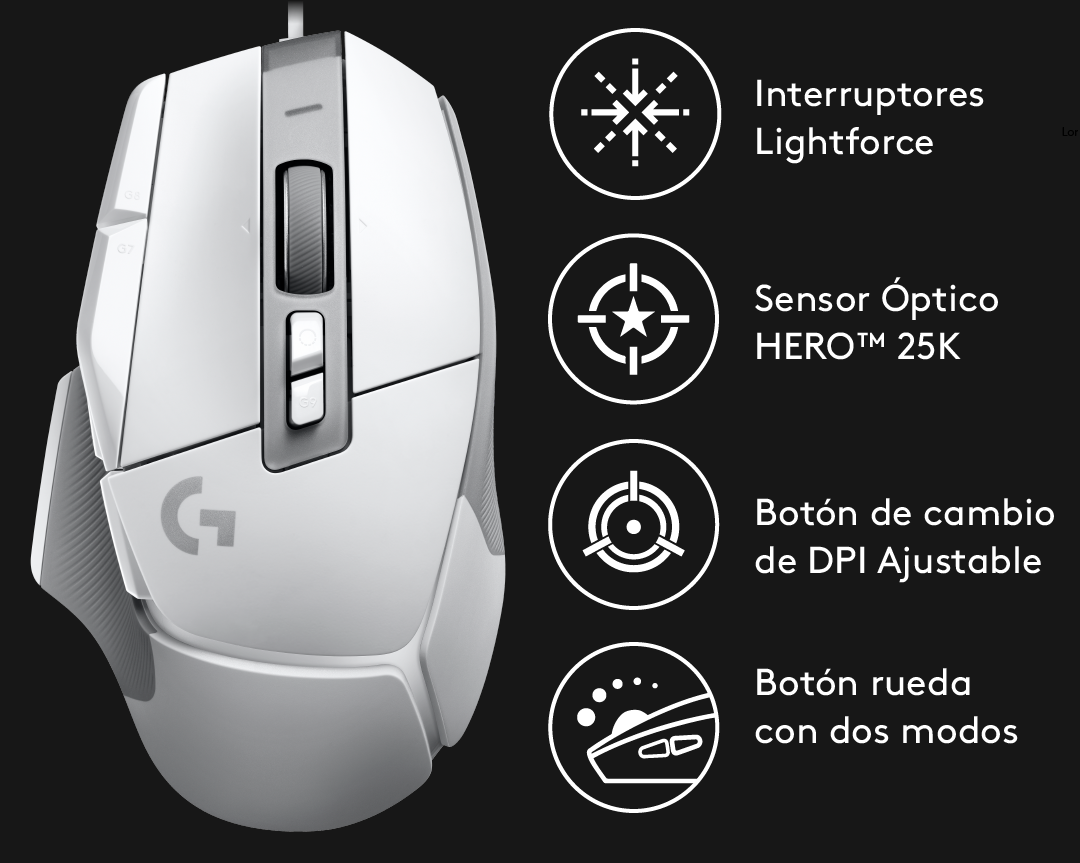 Interruptores
Lightforce
Sensor Óptico
HERO™ 25K
Botón de cambio
de DPI Ajustable
Botón rueda
con dos modos
G8
G7
G9
G
Lor